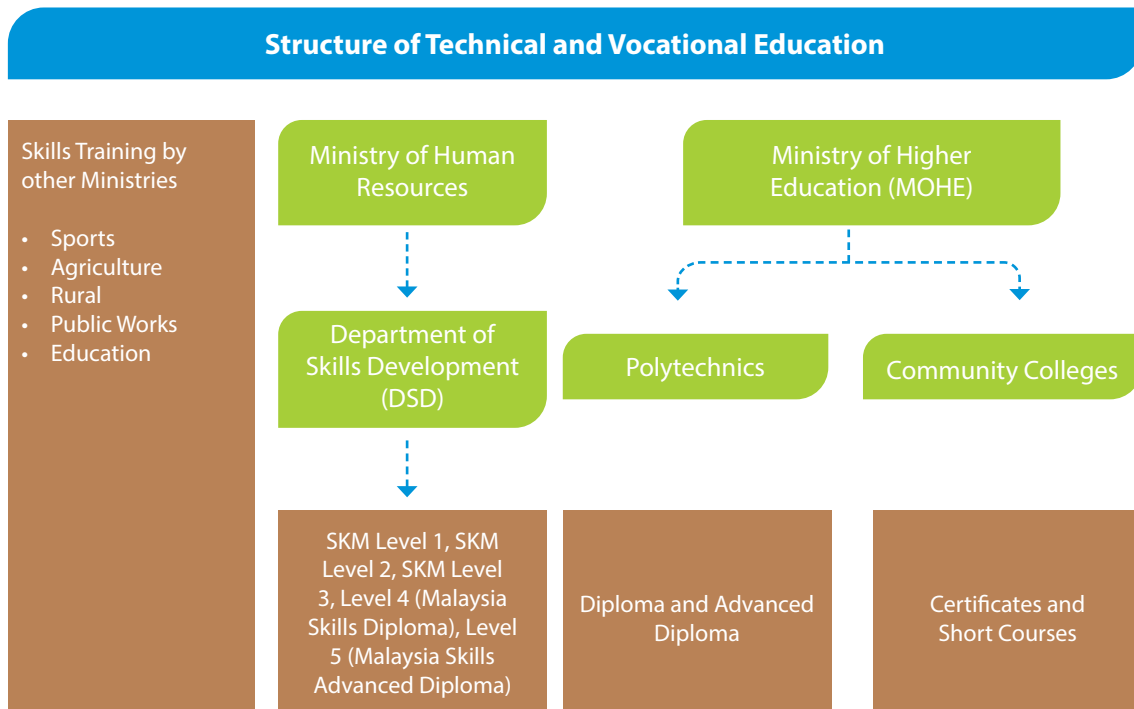 Structure of Technical and Vocational Education
Skills Training by
other Ministries
• Sports
• Agriculture
• Rural
• Public Works
• Education
Ministry of Human
Resources
Ministry of Higher
Education (MOHE)
Department of
Skills Development
(DSD)
Polytechnics
Community Colleges
SKM Level 1, SKM
Level 2, SKM Level
3, Level 4 (Malaysia
Skills Diploma), Level
5 (Malaysia Skills
Advanced Diploma)
Diploma and Advanced
Diploma
Certificates and
Short Courses